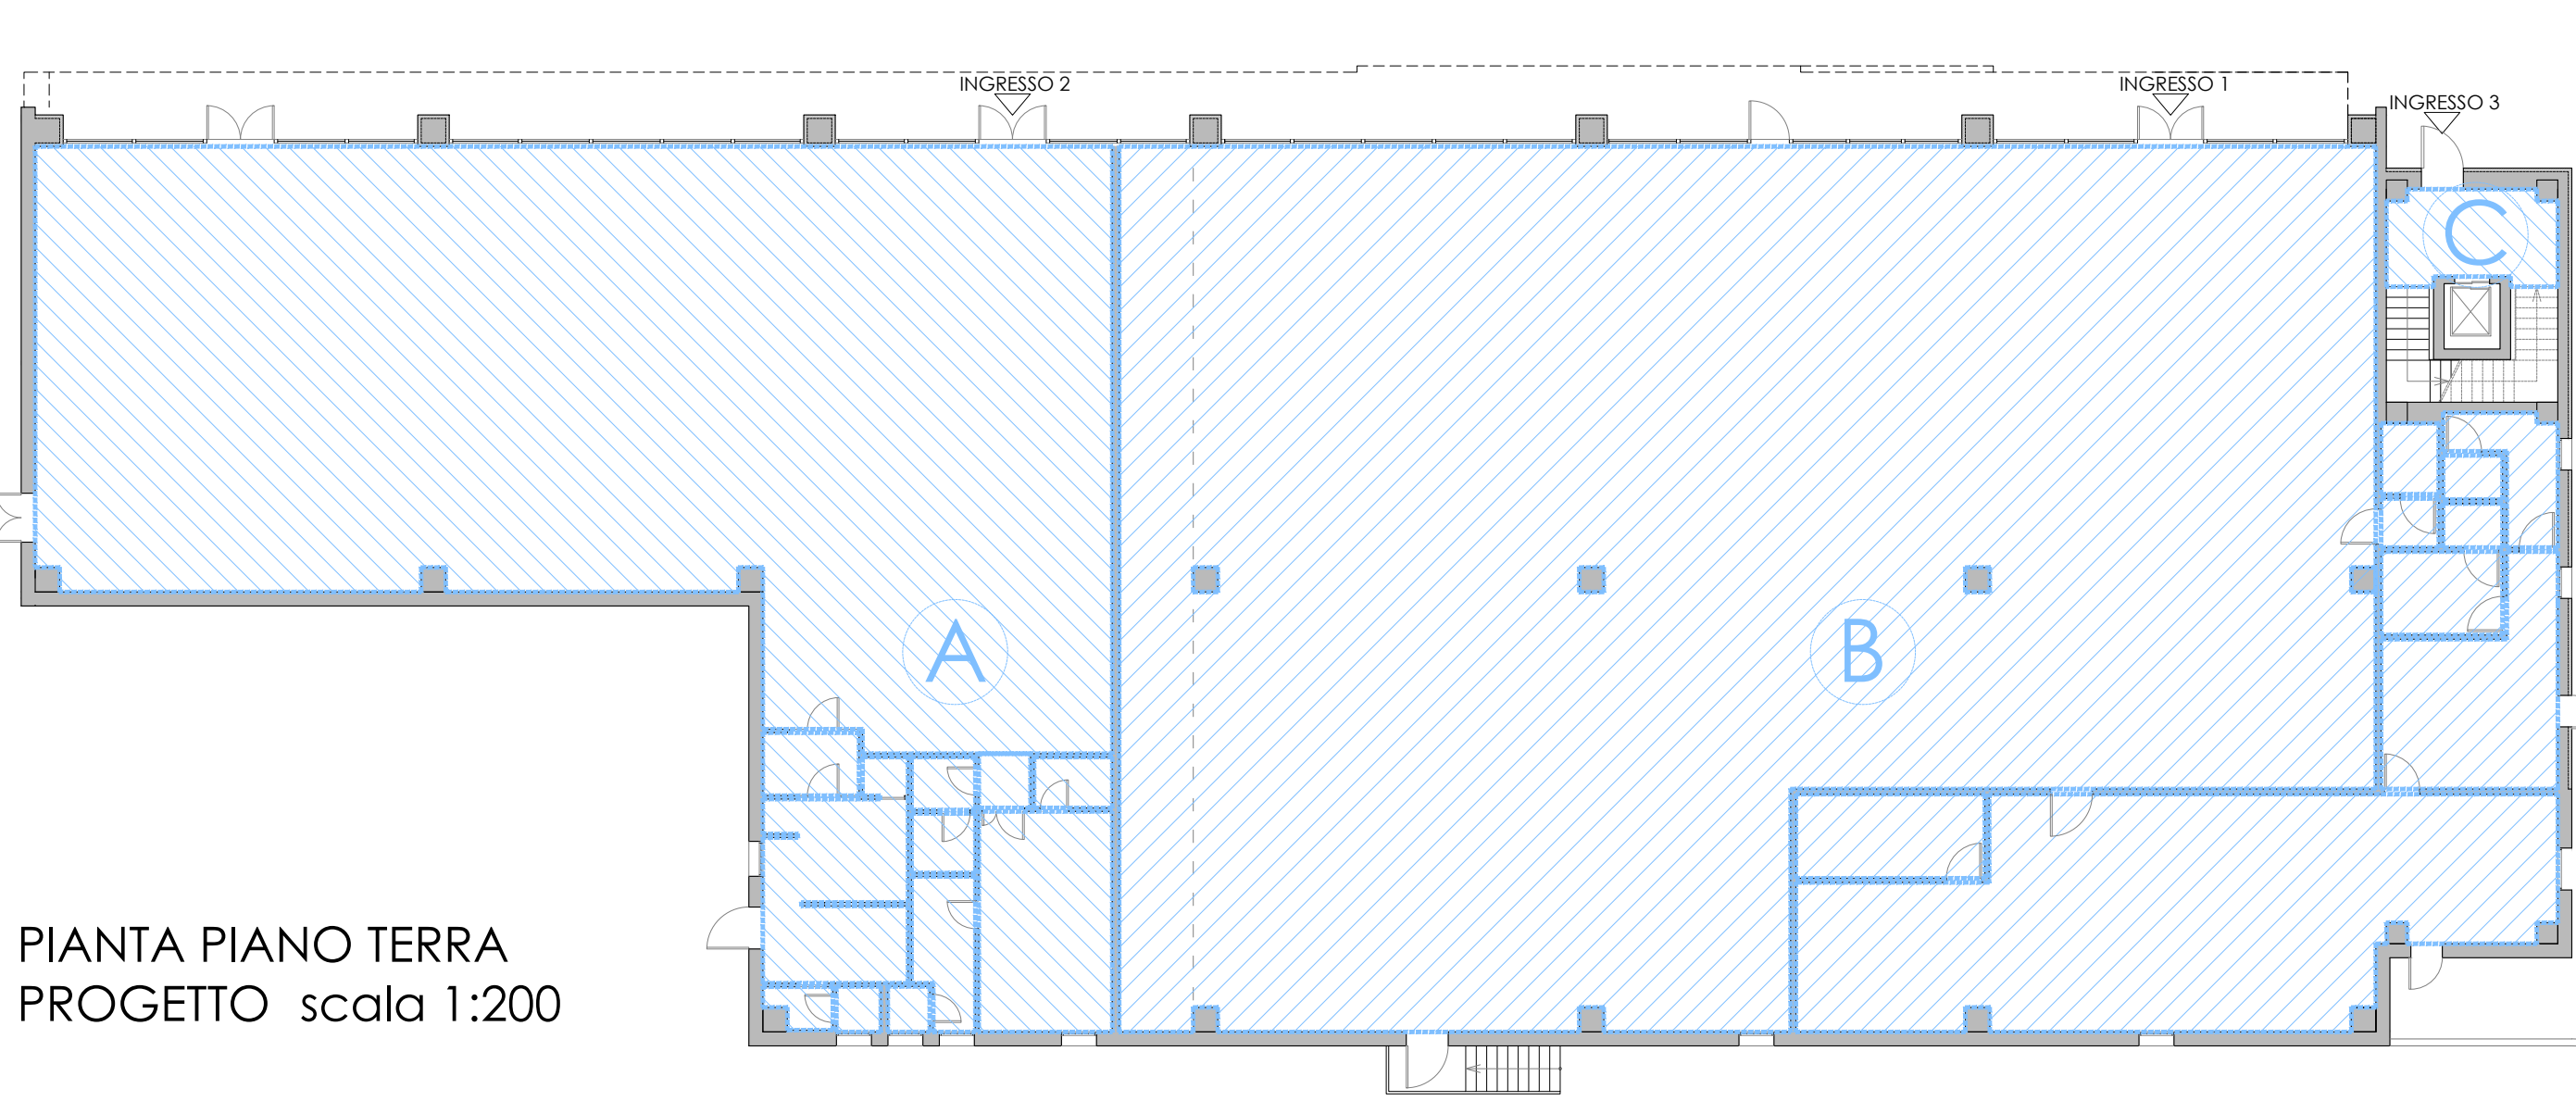 INGRESSO 2
INGRESSO 1
INGRESSO 3
C
A
B
PIANTA PIANO TERRA
PROGETTO scala 1:200